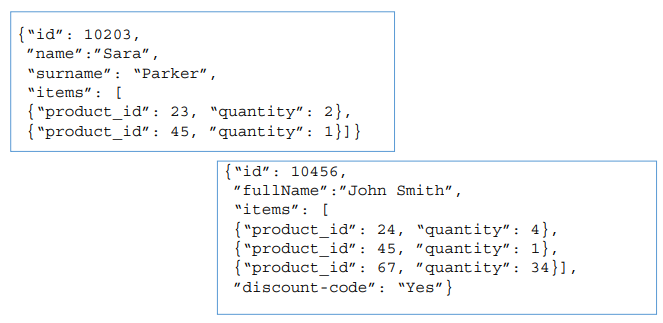 {“id”: 10203,
”name”:”Sara”,
“surname”: “Parker”,
“items”: [
{“product_id”: 23, “quantity”: 2},
{“product_id”: 45, ”quantity”: 1}]}
{“id”: 10456,
”fullName”:”John Smith”,
“items”: [
{“product_id”: 24, “quantity”: 4},
{“product_id”: 45, ”quantity”: 1},
{“product_id”: 67, ”quantity”: 34}],
”discount-code”: “Yes”}